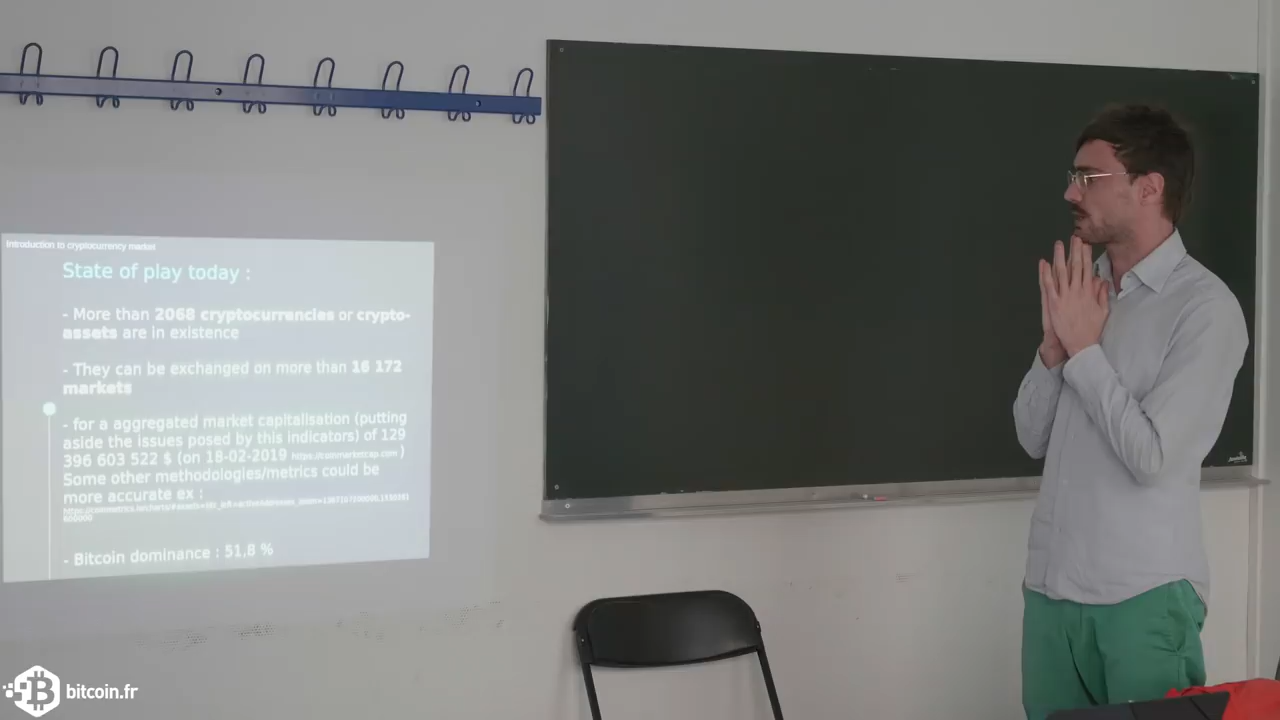 Introduction to cryptocurrency market
State of play today :
- More than 2068 cryptocurrencies or crypto-
assets are in existence
- They can be exchanged on more than 16 172
markets
- for a aggregated market capitalisation (putting
aside the issues posed by this indicators) of 129
396 603 522 $ (on 18-02-2019 https://coinmarketcap.com )
Some other methodologies/metrics could be
more accurate ex :
600000
- Bitcoin dominance : 51,8 %
bitcoin.fr